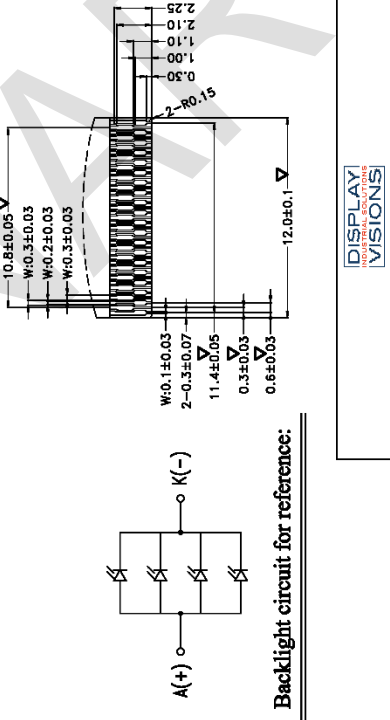 2.25
2.10
1.10
1.00
0.30
2-R0.15
10.8±0.05
W:0.3±0.03
W:0.2±0.03
W:0.3±0.03
12.0±0.1
W:0.1±0.03
2-0.3±0.07
11.4±0.05
0.3±0.03
0.6±0.03
A(+)
K(-)
Backlight circuit for reference:
DISPLAY
INDUSTRIAL SOLUTIONS
VISIONS